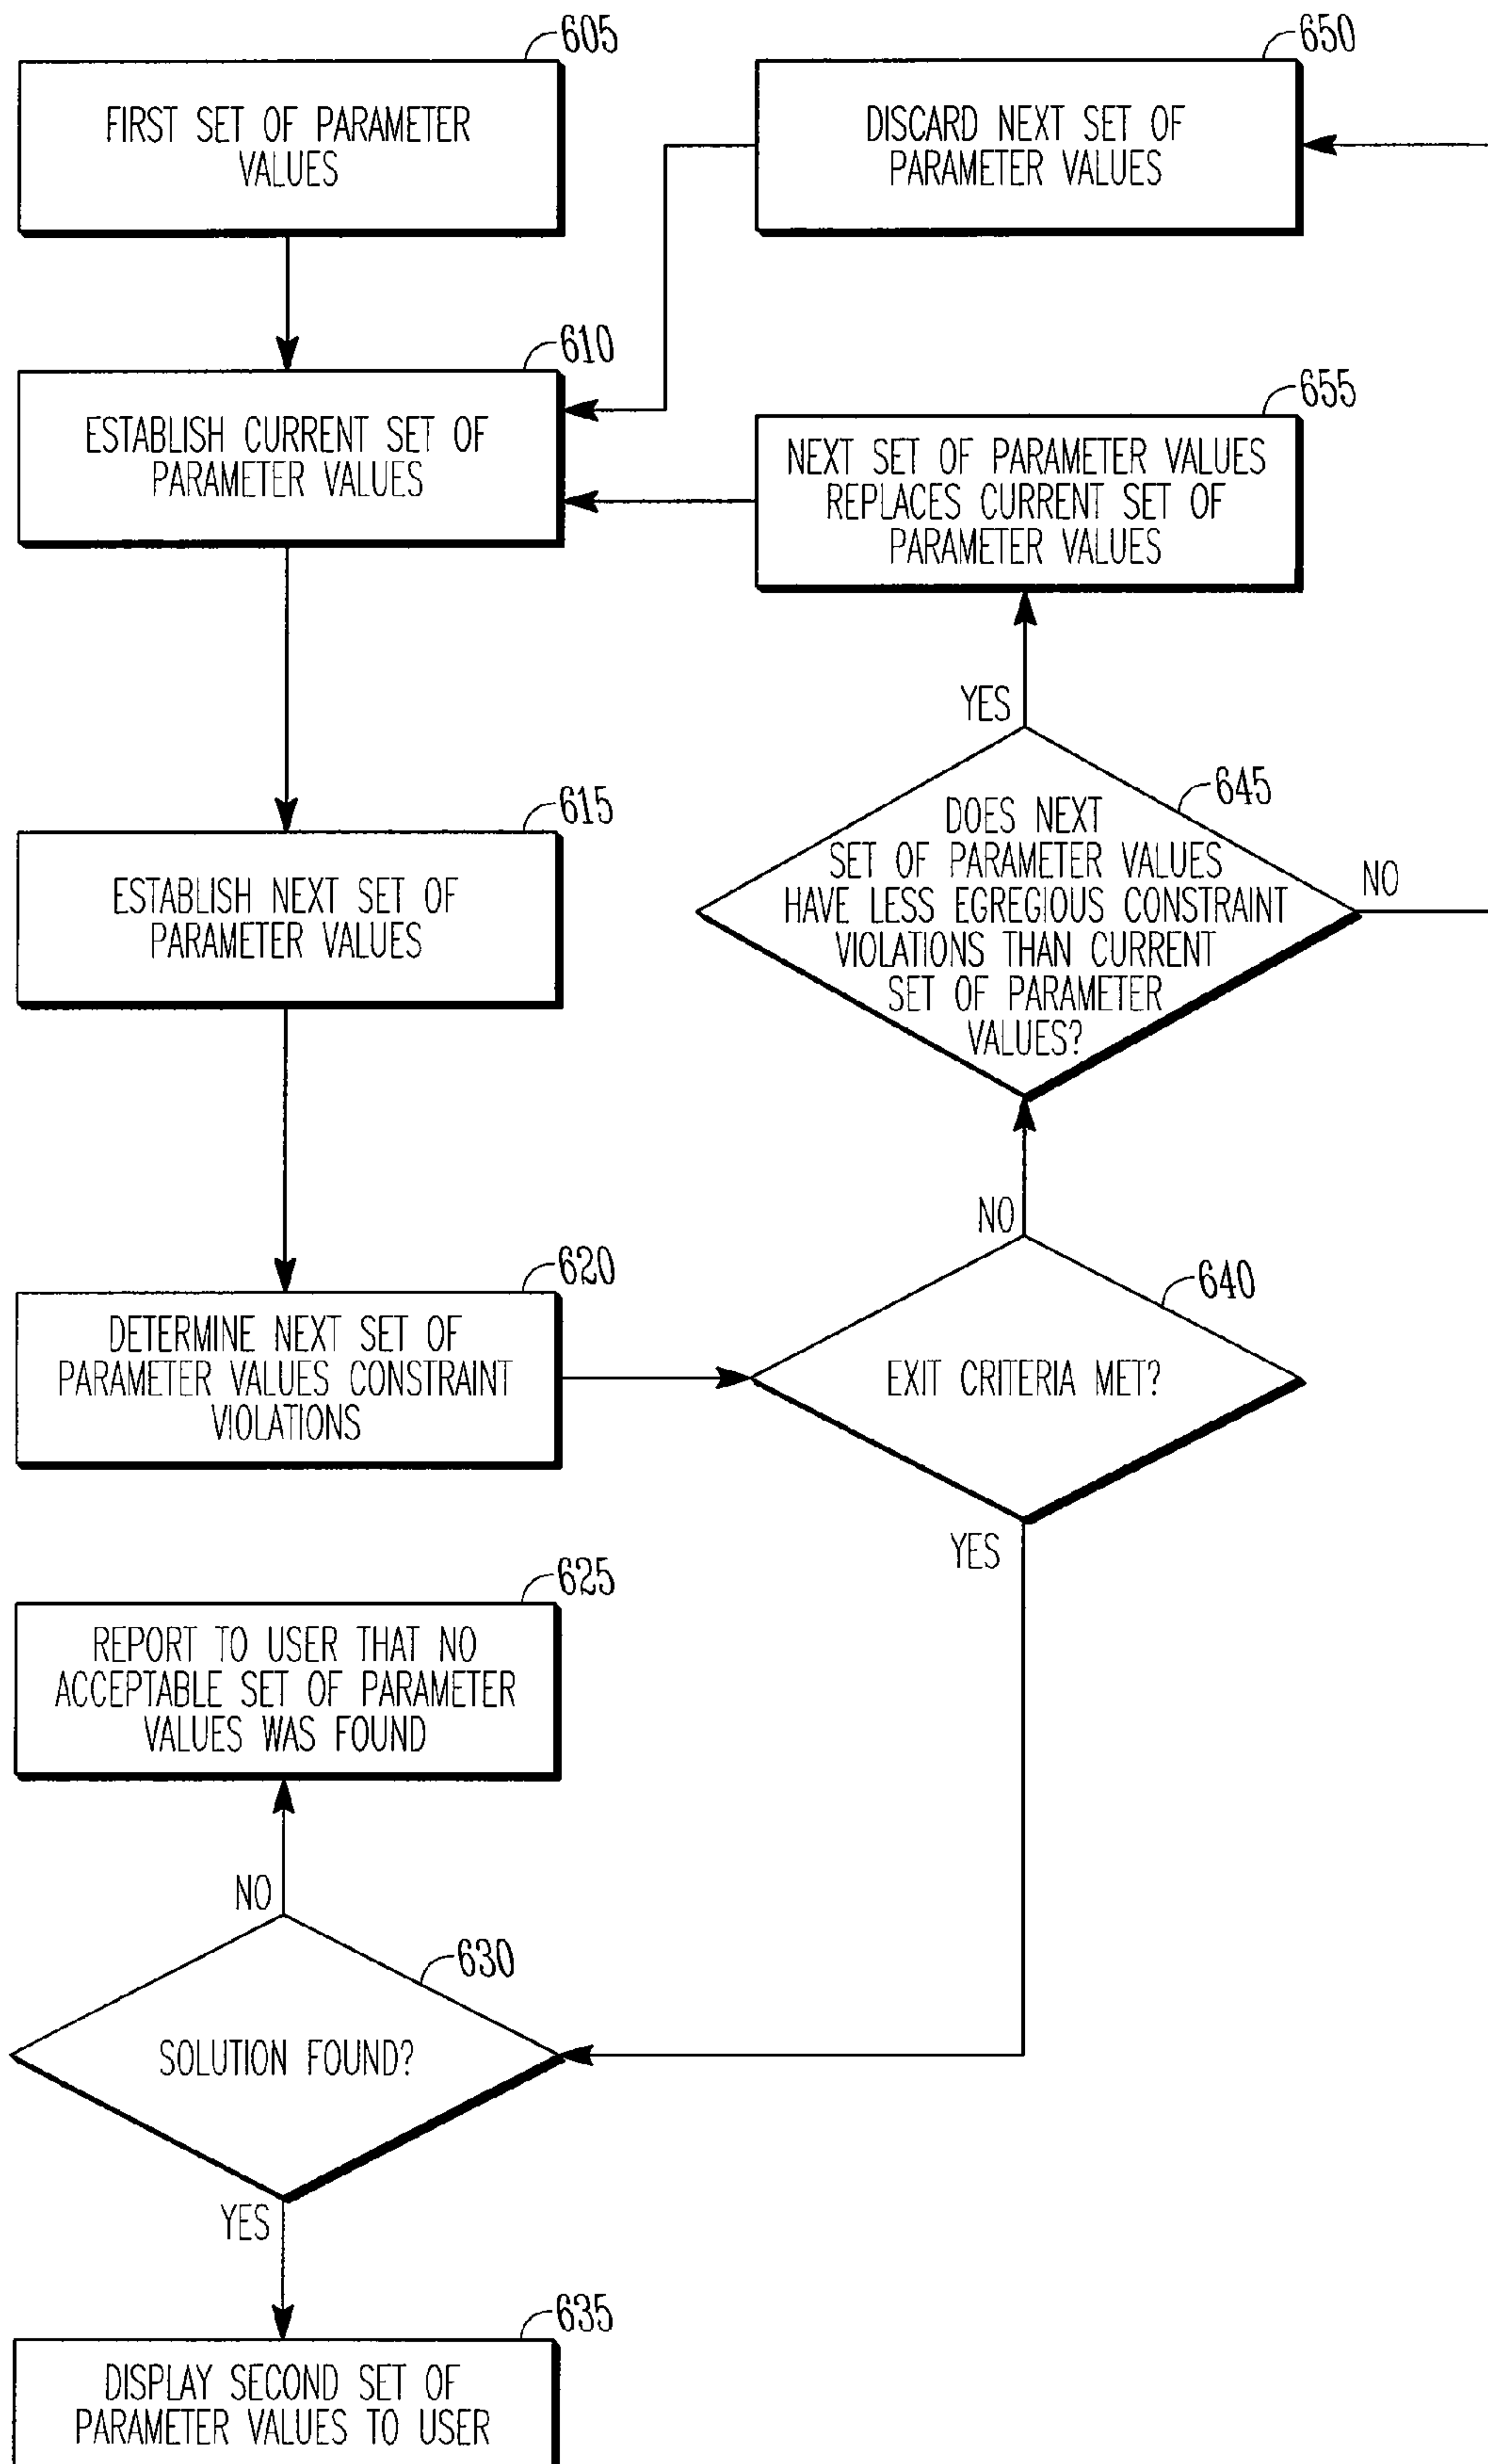 605
FIRST SET OF PARAMETER
VALUES
650
DISCARD NEXT SET OF
PARAMETER VALUES
610
ESTABLISH CURRENT SET OF
PARAMETER VALUES
655
NEXT SET OF PARAMETER VALUES
REPLACES CURRENT SET OF
PARAMETER VALUES
YES
645
DOES NEXT
SET OF PARAMETER VALUES
HAVE LESS EGREGIOUS CONSTRAINT
VIOLATIONS THAN CURRENT
SET OF PARAMETER
VALUES?
NO
615
ESTABLISH NEXT SET OF
PARAMETER VALUES
NO
620
DETERMINE NEXT SET OF
PARAMETER VALUES CONSTRAINT
VIOLATIONS
640
EXIT CRITERIA MET?
YES
625
REPORT TO USER THAT NO
ACCEPTABLE SET OF PARAMETER
VALUES WAS FOUND
NO
630
SOLUTION FOUND?
YES
635
DISPLAY SECOND SET OF
PARAMETER VALUES TO USER